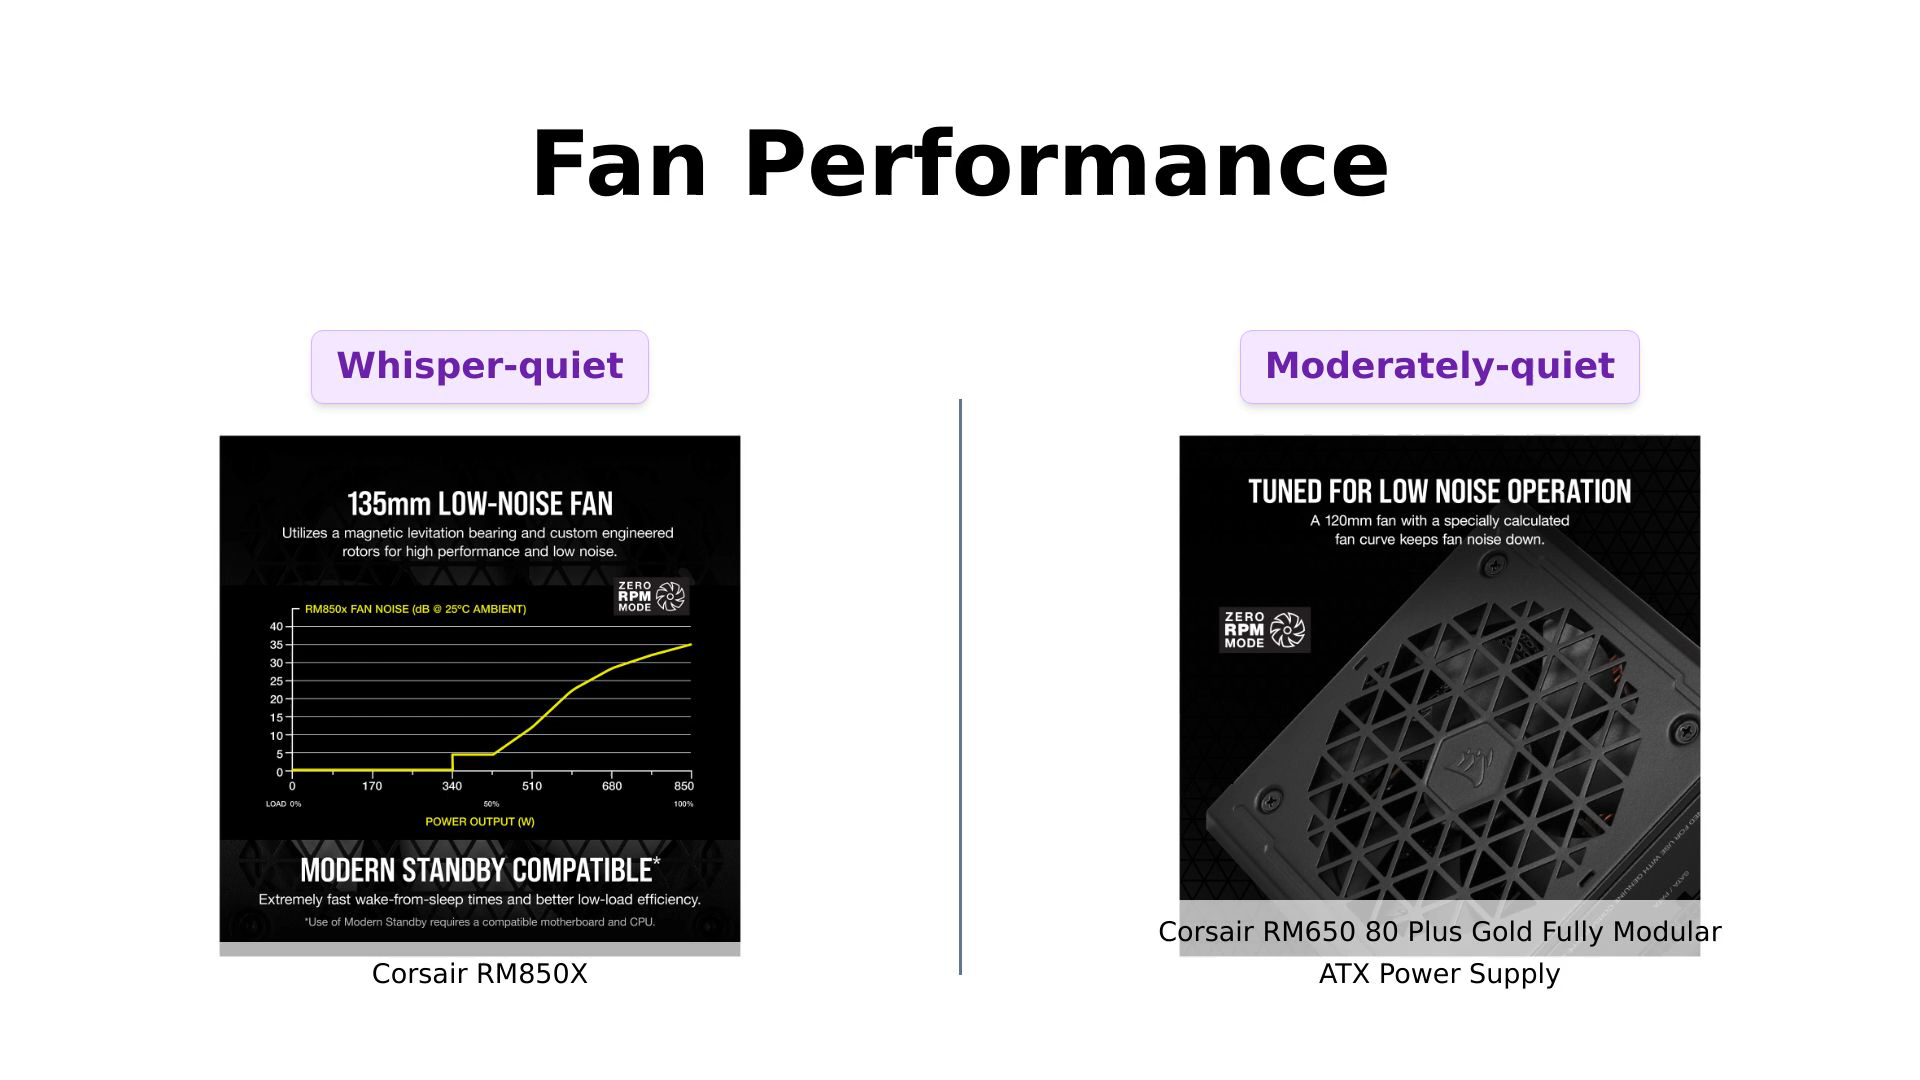 Fan Performance
Whisper-quiet
135mm LOW-NOISE FAN
Utilizes a magnetic levitation bearing and custom engineered
rotors for high performance and low noise.
ZERO
RPM
MODE
RM850x FAN NOISE (dB @ 25°C AMBIENT)
40
35
30
25
20
15
10
5
0
0 170 340 510 680 850
LOAD 0% 50% 100%
POWER OUTPUT (W)
MODERN STANDBY COMPATIBLE*
Extremely fast wake-from-sleep times and better low-load efficiency.
*Use of Modern Standby requires a compatible motherboard and CPU.
Corsair RM850X
Moderately-quiet
TUNED FOR LOW NOISE OPERATION
A 120mm fan with a specially calculated
fan curve keeps fan noise down.
ZERO
RPM
MODE
Corsair RM650 80 Plus Gold Fully Modular
ATX Power Supply